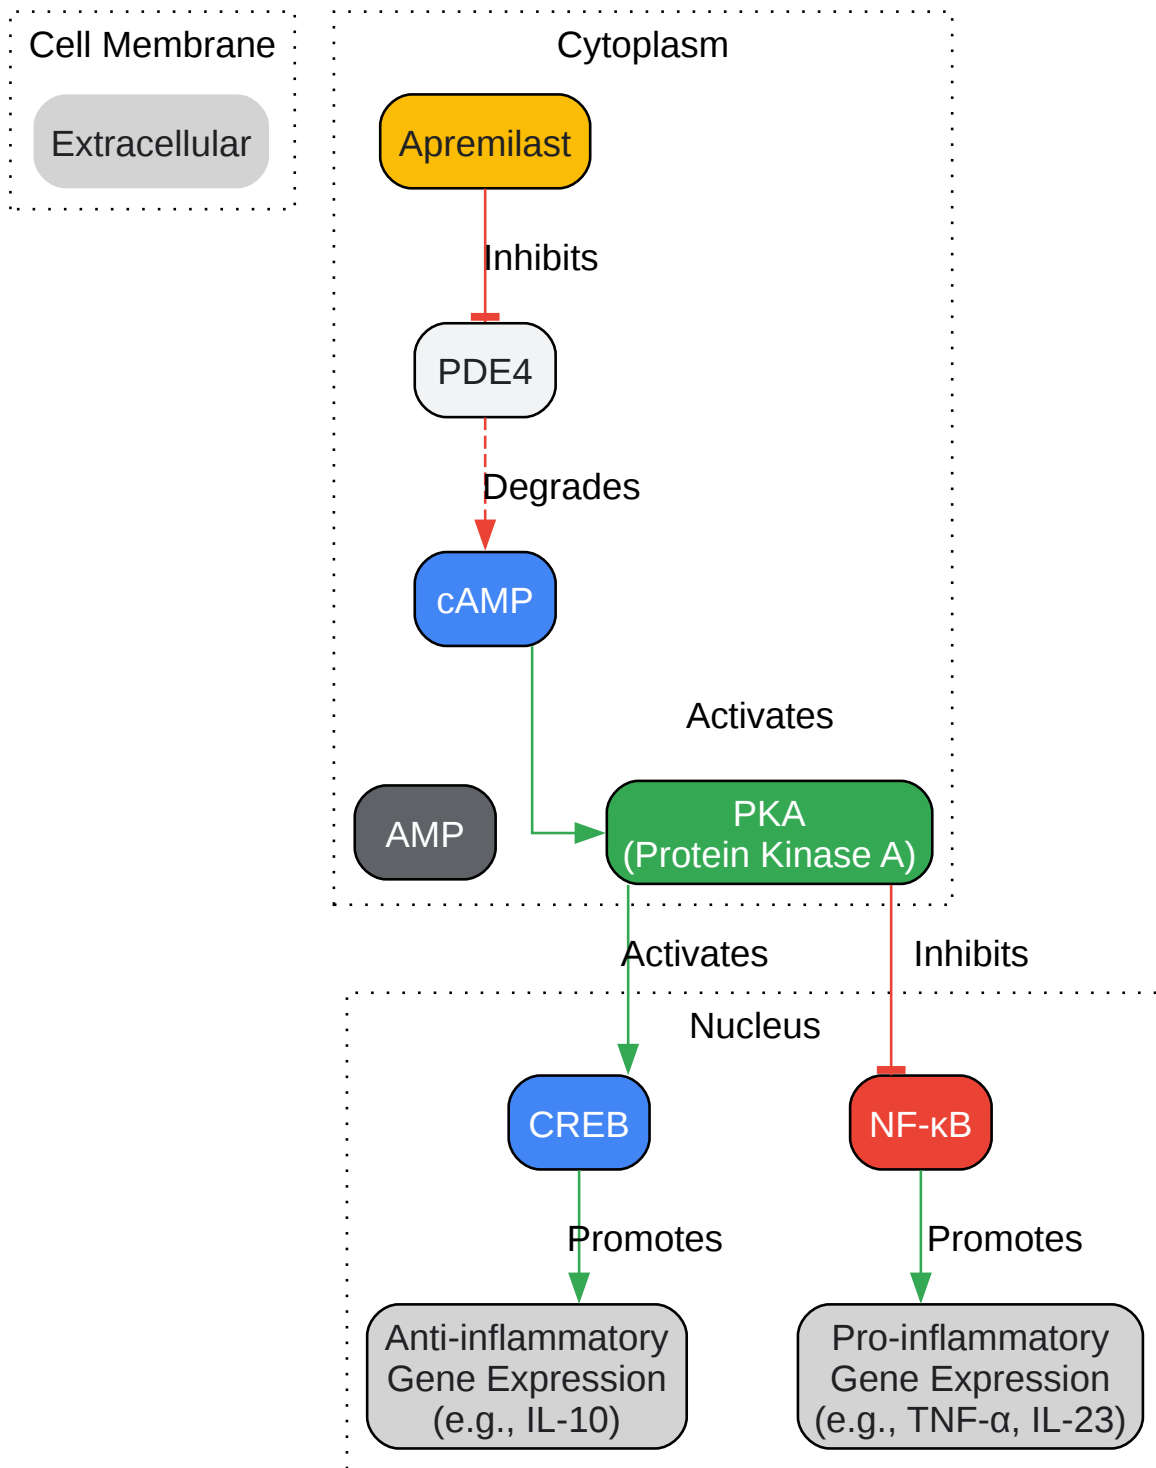 Cell Membrane
Extracellular
Cytoplasm
Apremilast
Inhibits
PDE4
Degrades
cAMP
Activates
AMP
PKA
(Protein Kinase A)
Activates
Inhibits
Nucleus
CREB
NF-κB
Promotes
Promotes
Anti-inflammatory
Gene Expression
(e.g., IL-10)
Pro-inflammatory
Gene Expression
(e.g., TNF-α, IL-23)